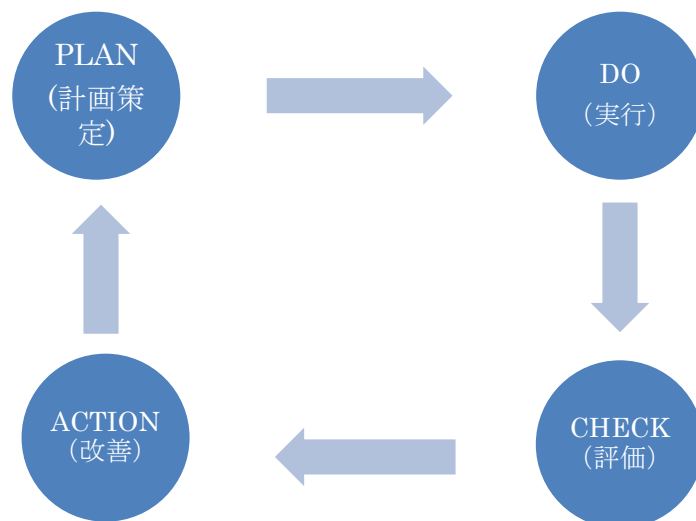 PLAN
(計画策
定)
DO
（実行）
CHECK
（評価）
ACTION
（改善）